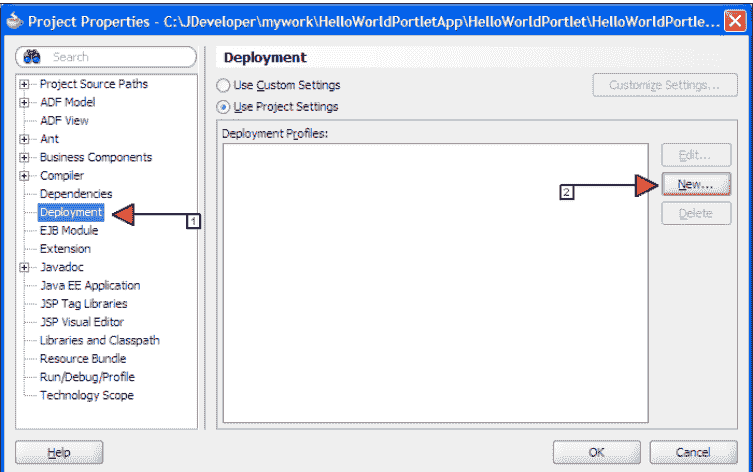 Project Properties - C:\JDeveloper\mywork\HelloWorldPortletApp\HelloWorldPortlet\HelloWorldPortle...
Search
Project Source Paths
ADF Model
ADF View
Ant
Business Components
Compiler
Dependencies
Deployment
EJB Module
Extension
Javadoc
Java EE Application
JSP Tag Libraries
JSP Visual Editor
Libraries and Classpath
Resource Bundle
Run/Debug/Profile
Technology Scope
1
Deployment
Use Custom Settings
Customize Settings...
Use Project Settings
Deployment Profiles:
Edit...
2
New...
Delete
Help
OK
Cancel